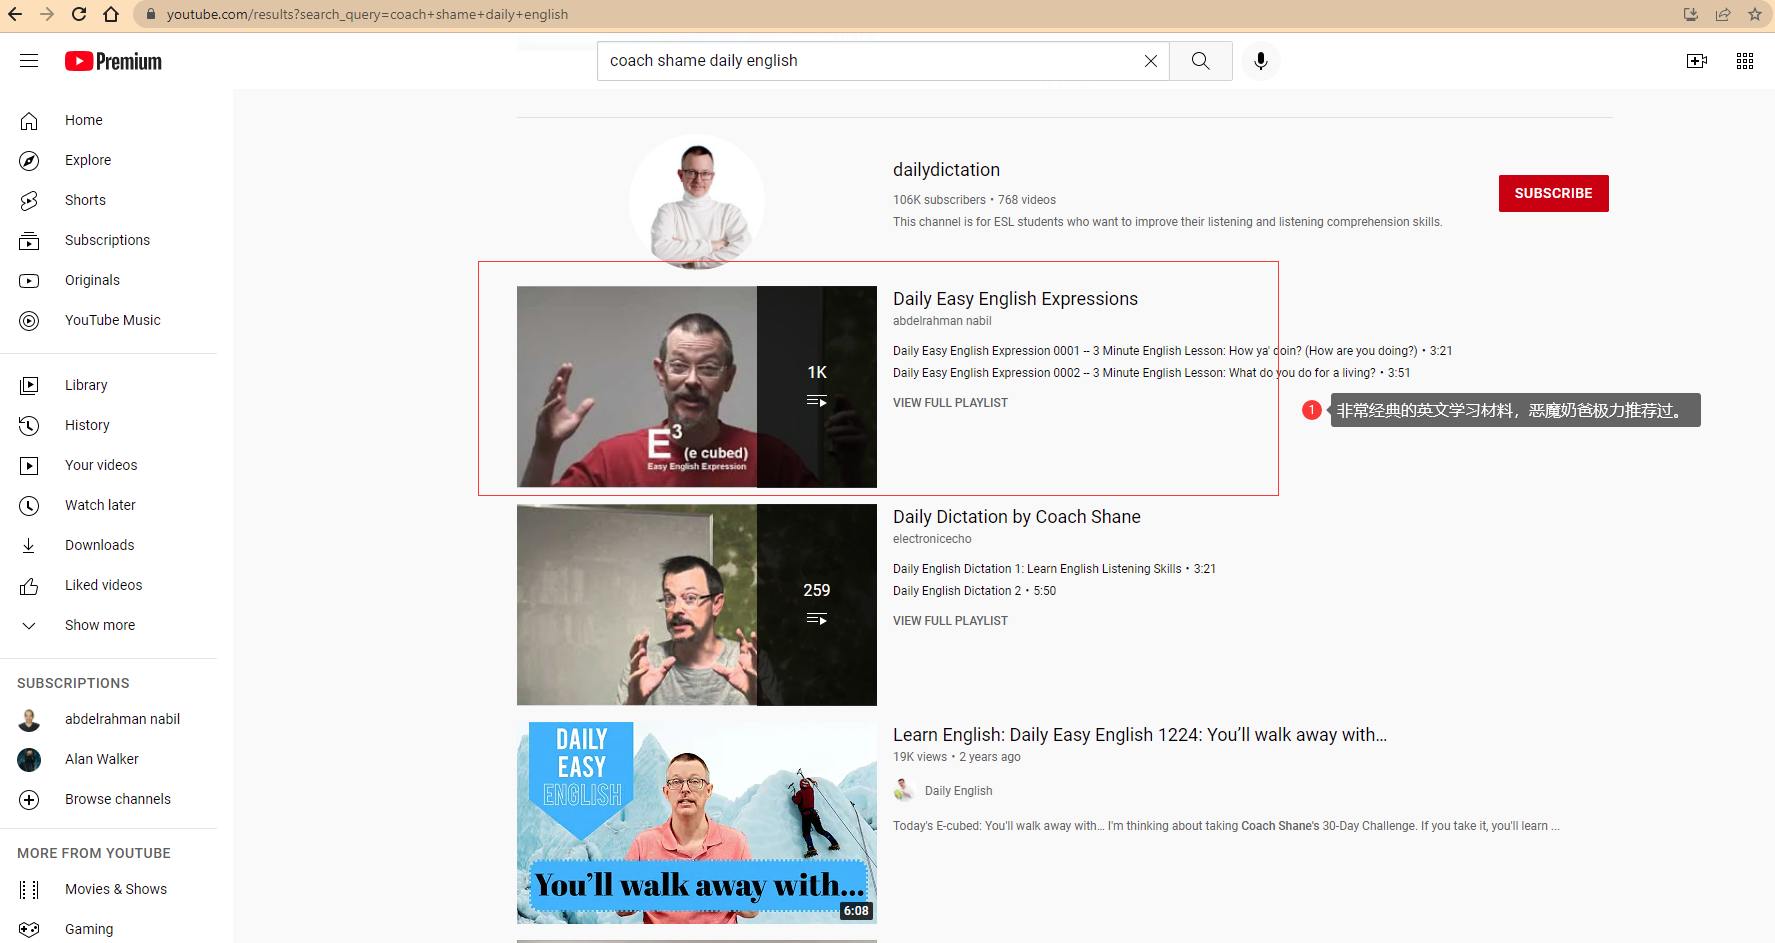 youtube.com/results?search_query=coach+shame+daily+english
Premium
coach shame daily english
Home
Explore
Shorts
Subscriptions
Originals
YouTube Music
Library
History
Your videos
Watch later
Downloads
Liked videos
Show more
SUBSCRIPTIONS
abdelrahman nabil
Alan Walker
Browse channels
MORE FROM YOUTUBE
Movies & Shows
Gaming
dailydictation
106K subscribers • 768 videos
This channel is for ESL students who want to improve their listening and listening comprehension skills.
SUBSCRIBE
1K
E3 (e cubed)
Easy English Expression
Daily Easy English Expressions
abdelrahman nabil
Daily Easy English Expression 0001 -- 3 Minute English Lesson: How ya' doin? (How are you doing?) • 3:21
Daily Easy English Expression 0002 -- 3 Minute English Lesson: What do you do for a living? • 3:51
VIEW FULL PLAYLIST
1 非常经典的英文学习材料，恶魔奶爸极力推荐过。
259
Daily Dictation by Coach Shane
electronicecho
Daily English Dictation 1: Learn English Listening Skills • 3:21
Daily English Dictation 2 • 5:50
VIEW FULL PLAYLIST
DAILY
EASY
ENGLISH
You'll walk away with...
6:08
Learn English: Daily Easy English 1224: You’ll walk away with…
19K views • 2 years ago
Daily English
Today's E-cubed: You'll walk away with... I'm thinking about taking Coach Shane's 30-Day Challenge. If you take it, you'll learn ...